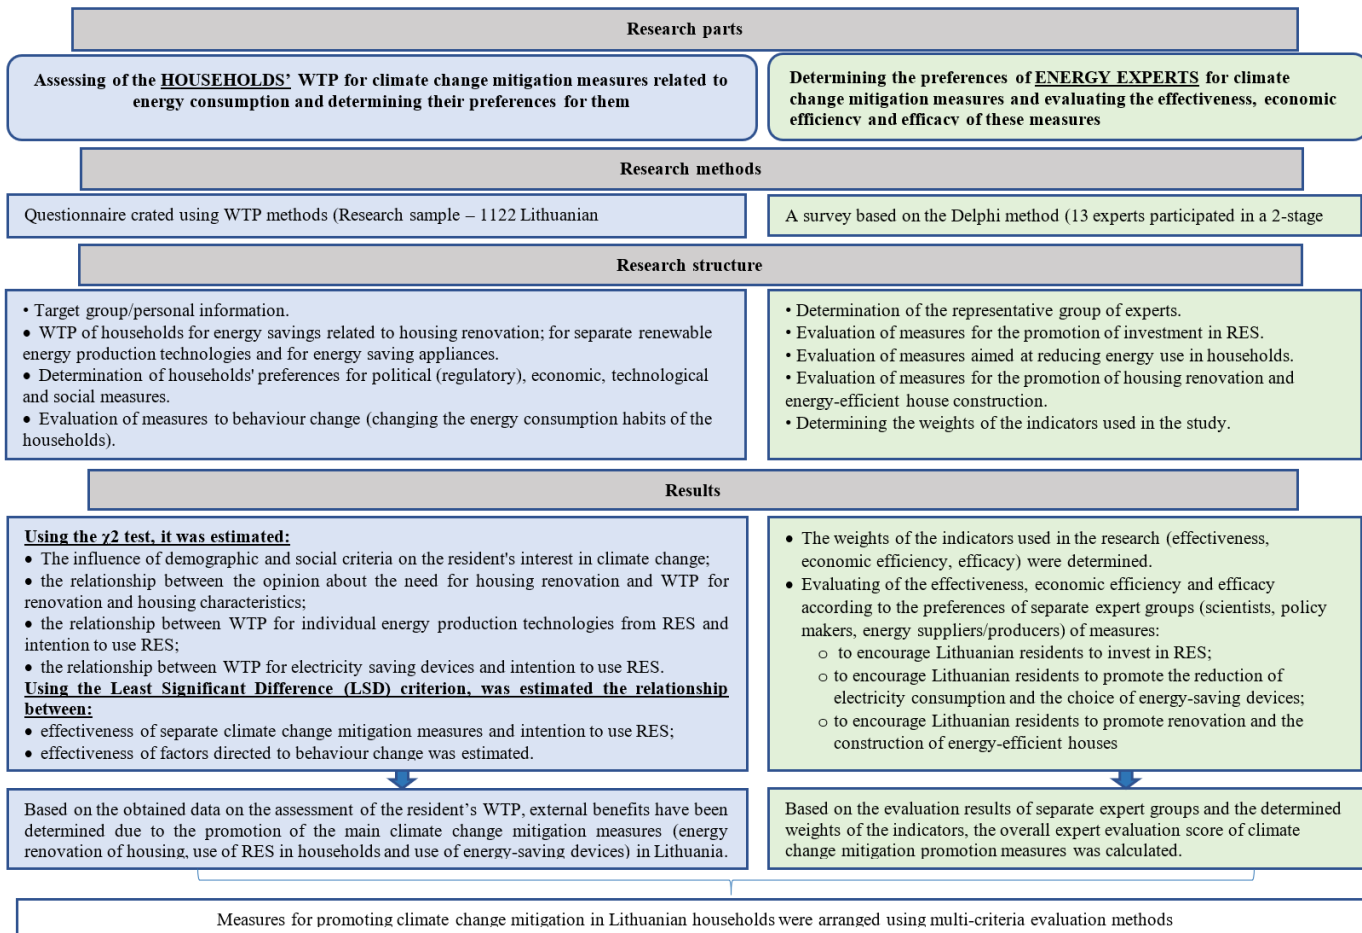 Research parts
Assessing of the HOUSEHOLDS' WTP for climate change mitigation measures related to
energy consumption and determining their preferences for them
Determining the preferences of ENERGY EXPERTS for climate
change mitigation measures and evaluating the effectiveness, economic
efficiency and efficacy of these measures
Research methods
Questionnaire crated using WTP methods (Research sample – 1122 Lithuanian
A survey based on the Delphi method (13 experts participated in a 2-stage
Research structure
• Target group/personal information.
• WTP of households for energy savings related to housing renovation; for separate renewable
energy production technologies and for energy saving appliances.
• Determination of households' preferences for political (regulatory), economic, technological
and social measures.
• Evaluation of measures to behaviour change (changing the energy consumption habits of the
households).
• Determination of the representative group of experts.
• Evaluation of measures for the promotion of investment in RES.
• Evaluation of measures aimed at reducing energy use in households.
• Evaluation of measures for the promotion of housing renovation and
energy-efficient house construction.
• Determining the weights of the indicators used in the study.
Results
Using the χ2 test, it was estimated:
• The influence of demographic and social criteria on the resident's interest in climate change;
• the relationship between the opinion about the need for housing renovation and WTP for
renovation and housing characteristics;
• the relationship between WTP for individual energy production technologies from RES and
intention to use RES;
• the relationship between WTP for electricity saving devices and intention to use RES.
Using the Least Significant Difference (LSD) criterion, was estimated the relationship
between:
• effectiveness of separate climate change mitigation measures and intention to use RES;
• effectiveness of factors directed to behaviour change was estimated.
• The weights of the indicators used in the research (effectiveness,
economic efficiency, efficacy) were determined.
• Evaluating of the effectiveness, economic efficiency and efficacy
according to the preferences of separate expert groups (scientists, policy
makers, energy suppliers/producers) of measures:
o to encourage Lithuanian residents to invest in RES;
o to encourage Lithuanian residents to promote the reduction of
electricity consumption and the choice of energy-saving devices;
o to encourage Lithuanian residents to promote renovation and the
construction of energy-efficient houses
Based on the obtained data on the assessment of the resident's WTP, external benefits have been
determined due to the promotion of the main climate change mitigation measures (energy
renovation of housing, use of RES in households and use of energy-saving devices) in Lithuania.
Based on the evaluation results of separate expert groups and the determined
weights of the indicators, the overall expert evaluation score of climate
change mitigation promotion measures was calculated.
Measures for promoting climate change mitigation in Lithuanian households were arranged using multi-criteria evaluation methods